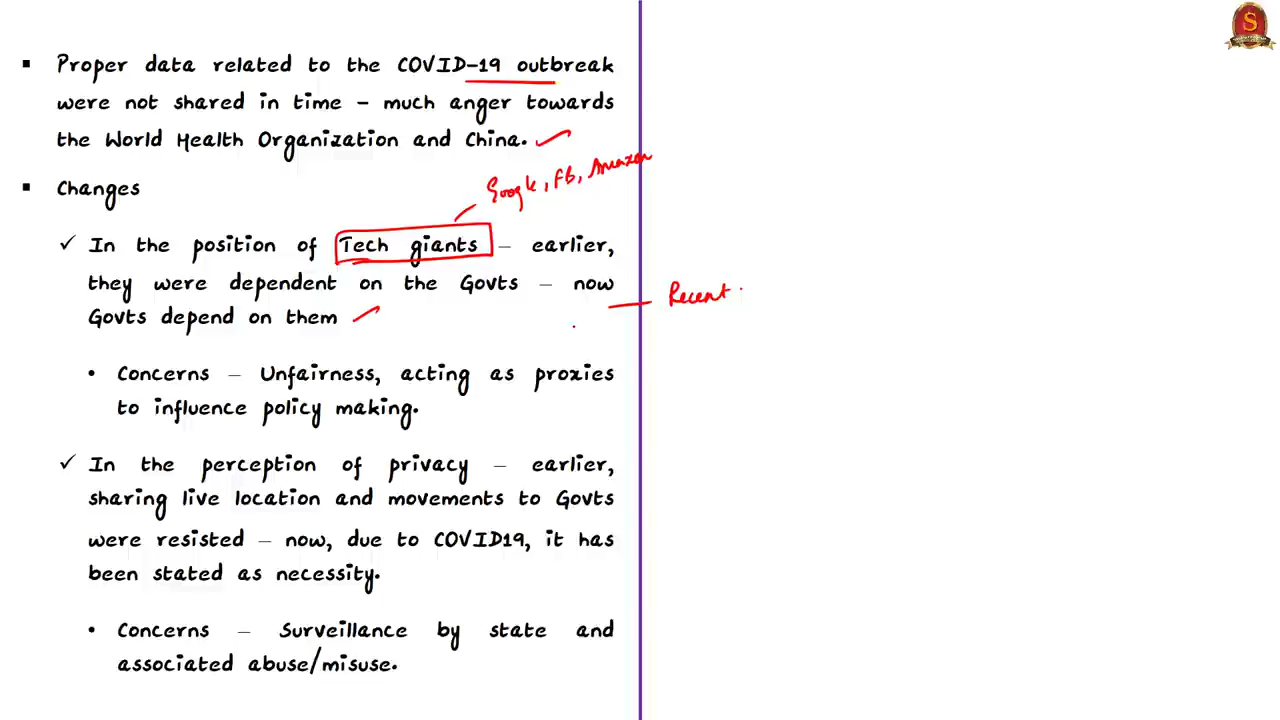 ▪ Proper data related to the COVID-19 outbreak
were not shared in time – much anger towards
the World Health Organization and China.
Google, FB, Amazon
▪ Changes
✓ In the position of Tech giants – earlier,
they were dependent on the Govts – now
Recent
Govts depend on them
• Concerns – Unfairness, acting as proxies
to influence policy making.
✓ In the perception of privacy – earlier,
sharing live location and movements to Govts
were resisted – now, due to COVID19, it has
been stated as necessity.
• Concerns – Surveillance by state and
associated abuse/misuse.
S